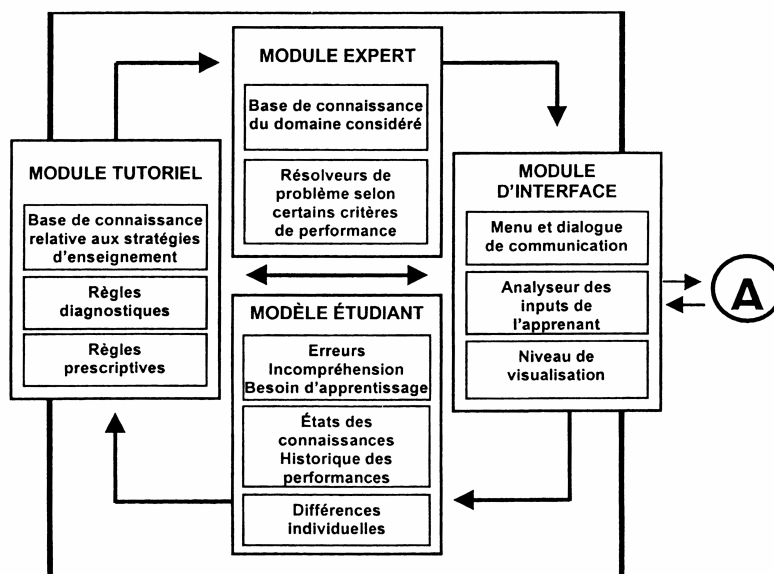 MODULE EXPERT
Base de connaissance
du domaine considéré
Résolveurs de
problème selon
certains critères
de performance
MODULE TUTORIEL
Base de connaissance
relative aux stratégies
d'enseignement
Règles
diagnostiques
Règles
prescriptives
MODULE
D'INTERFACE
Menu et dialogue
de communication
Analyseur des
inputs de
l'apprenant
Niveau de
visualisation
A
MODÈLE ÉTUDIANT
Erreurs
Incompréhension
Besoin d'apprentissage
États des
connaissances
Historique des
performances
Différences
individuelles